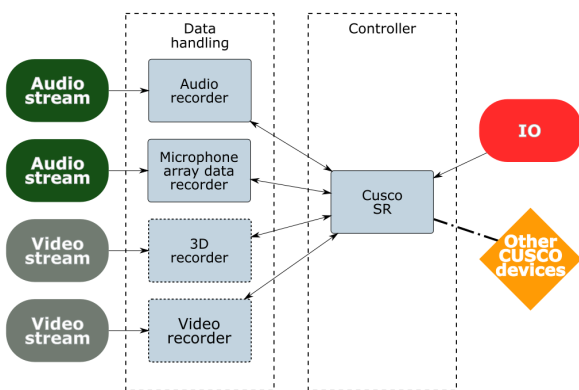 Data
handling
Controller
Audio
stream
Audio
recorder
Audio
stream
Microphone
array data
recorder
Video
stream
3D
recorder
Video
stream
Video
recorder
Cusco
SR
IO
Other
CUSCO
devices